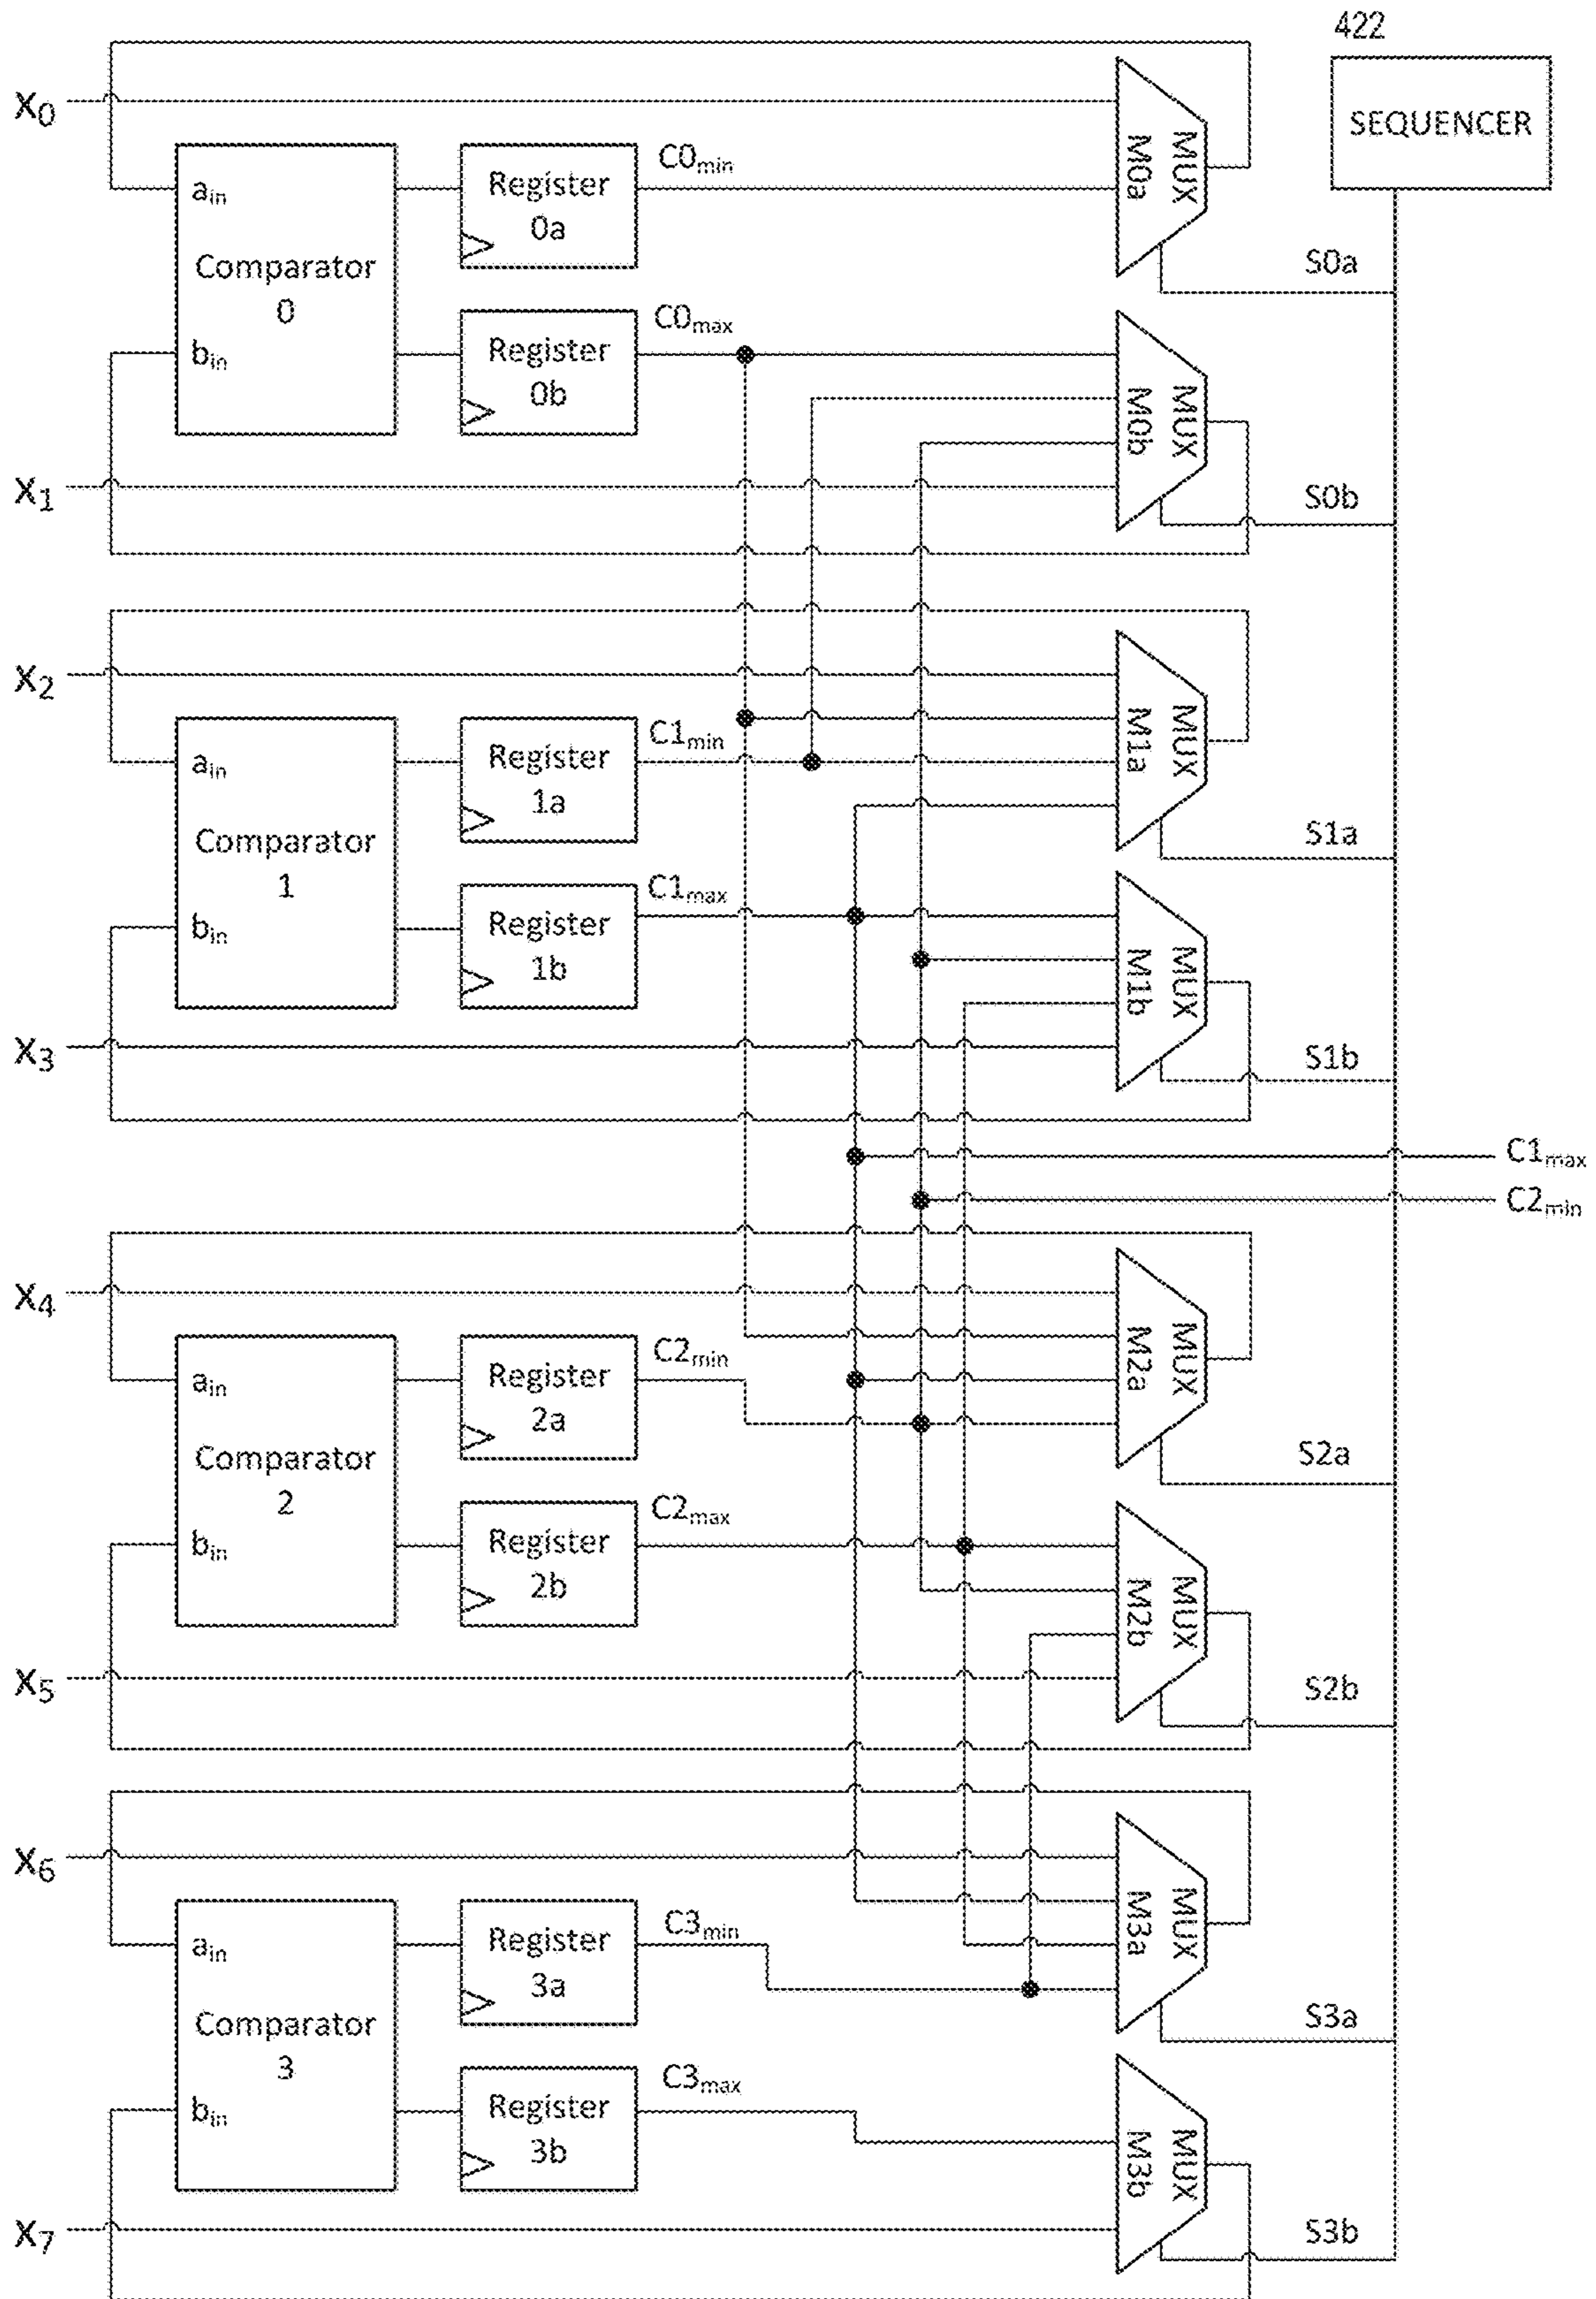 422
SEQUENCER
X0
MUX
M0a
C0min
ain
Register
0a
Comparator
0
S0a
C0max
bin
Register
0b
MUX
M0b
X1
S0b
X2
MUX
M1a
C1min
ain
Register
1a
Comparator
1
S1a
C1max
bin
Register
1b
MUX
M1b
X3
S1b
C1max
C2min
X4
MUX
M2a
C2min
ain
Register
2a
Comparator
2
S2a
C2max
bin
Register
2b
MUX
M2b
X5
S2b
X6
MUX
M3a
C3min
ain
Register
3a
Comparator
3
S3a
C3max
bin
Register
3b
MUX
M3b
X7
S3b